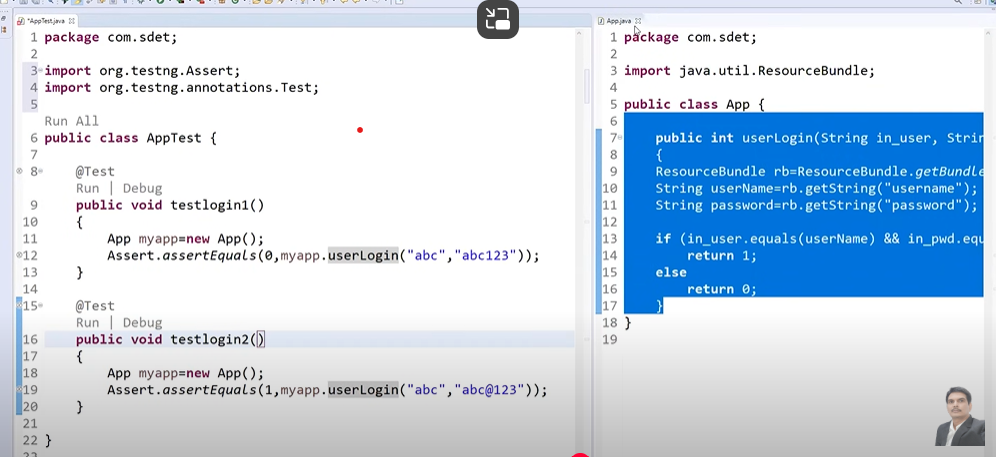 *AppTest.java
1 package com.sdet;
2
3 import org.testng.Assert;
4 import org.testng.annotations.Test;
5
Run All
6 public class AppTest {
7
8 @Test
Run | Debug
9 public void testlogin1()
10 {
11 App myapp=new App();
12 Assert.assertEquals(0,myapp.userLogin("abc","abc123"));
13 }
14
15 @Test
Run | Debug
16 public void testlogin2()
17 {
18 App myapp=new App();
19 Assert.assertEquals(1,myapp.userLogin("abc","abc@123"));
20 }
21
22 }
App.java
1 package com.sdet;
2
3 import java.util.ResourceBundle;
4
5 public class App {
6
7 public int userLogin(String in_user, Strin
8 {
9 ResourceBundle rb=ResourceBundle.getBundle
10 String userName=rb.getString("username");
11 String password=rb.getString("password");
12
13 if (in_user.equals(userName) && in_pwd.equ
14 return 1;
15 else
16 return 0;
17 }
18 }
19